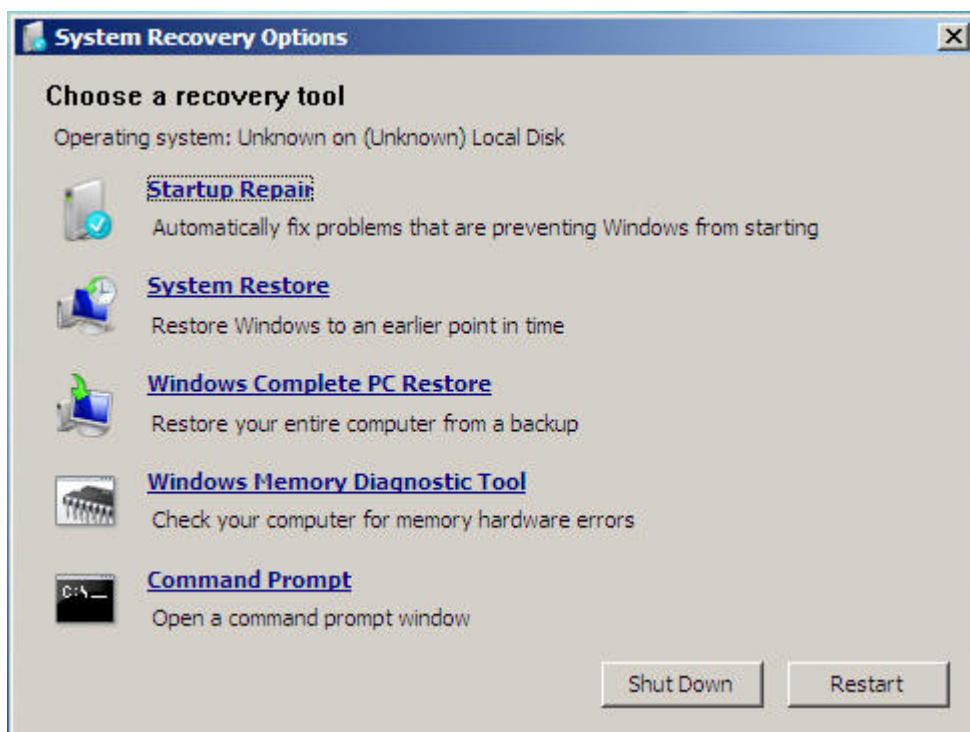 System Recovery Options
Choose a recovery tool
Operating system: Unknown on (Unknown) Local Disk
Startup Repair
Automatically fix problems that are preventing Windows from starting
System Restore
Restore Windows to an earlier point in time
Windows Complete PC Restore
Restore your entire computer from a backup
Windows Memory Diagnostic Tool
Check your computer for memory hardware errors
C:\_
Command Prompt
Open a command prompt window
Shut Down
Restart